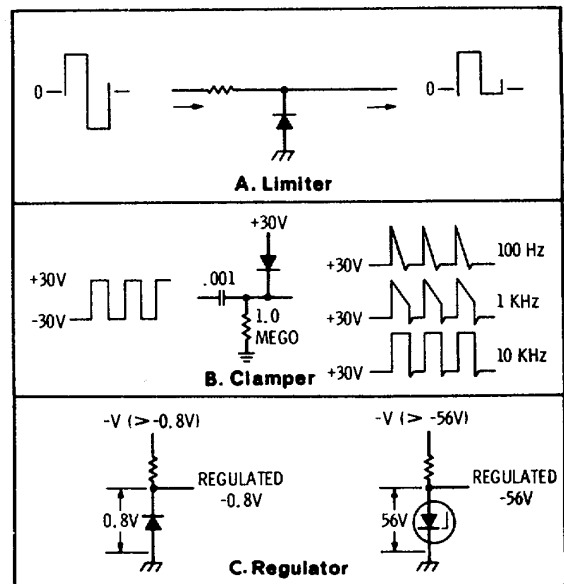 0
0
A. Limiter
+30V
+30V
-30V
.001
1.0
MEGO
+30V
100 Hz
+30V
1 KHz
+30V
10 KHz
B. Clamper
-V (> -0.8V)
REGULATED
-0.8V
0.8V
-V (> -56V)
REGULATED
-56V
56V
C. Regulator